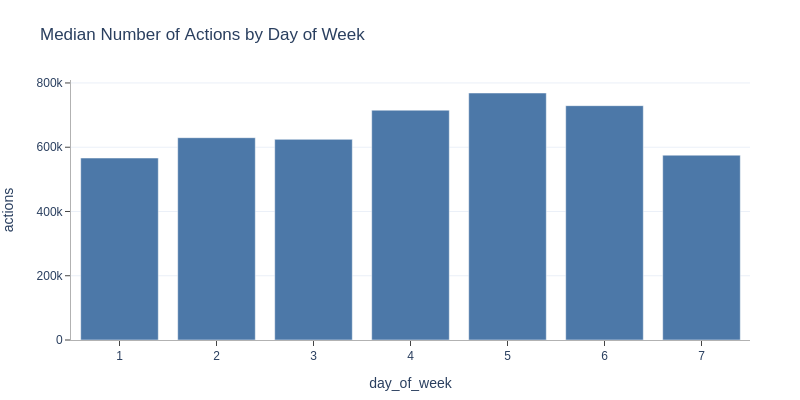 Median Number of Actions by Day of Week
800k
600k
400k
200k
0
actions
1 2 3 4 5 6 7
day_of_week